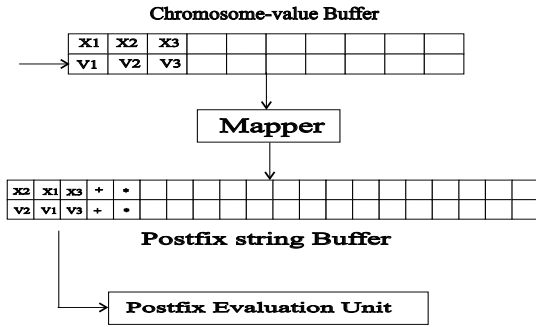 Chromosome-value Buffer
X1 X2 X3
V1 V2 V3
Mapper
X2 X1 X3 + *
V2 V1 V3 + *
Postfix string Buffer
Postfix Evaluation Unit